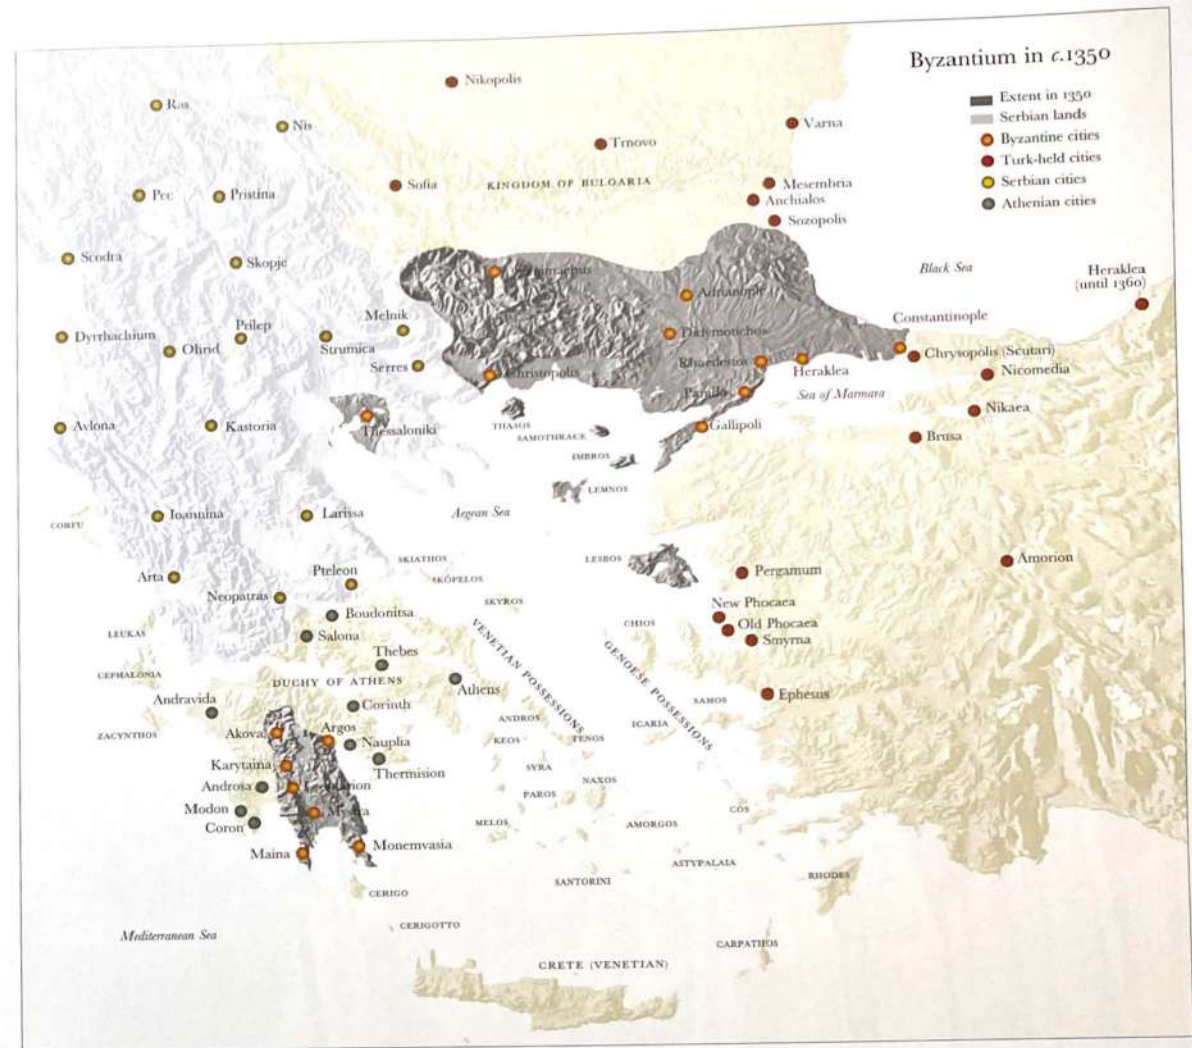 Byzantium in c.1350
Extent in 1350
Serbian lands
Byzantine cities
Turk-held cities
Serbian cities
Athenian cities
Nikopolis
Ras
Nis
Varna
Trnovo
Sofia
KINGDOM OF BULGARIA
Mesembria
Anchialos
Sozopolis
Pec
Pristina
Scodra
Skopje
Black Sea
Heraklea
(until 1360)
Adrianople
Constantinople
Melnik
Prilep
Dyrrhachium
Ohrid
Strumica
Didymotichos
Chrysopolis (Scutari)
Serres
Christopolis
Rhaedestos
Heraklea
Nicomedia
Sea of Marmara
Nikaea
Avlona
Kastoria
Thessaloniki
THASOS
SAMOTHRACE
Gallipoli
Brusa
IMBROS
LEMNOS
Ioannina
Larissa
Aegean Sea
CORFU
SKIATHOS
LESBOS
Amorion
Arta
Pteleon
SKÓPELOS
Pergamum
Neopatras
SKYROS
New Phocaea
Boudonitsa
Old Phocaea
LEUKAS
Salona
CHIOS
Smyrna
Thebes
VENETIAN POSSESSIONS
GENOESE POSSESSIONS
CEPHALONIA
DUCHY OF ATHENS
Athens
Ephesus
Andravida
Corinth
SAMOS
ANDROS
IGARIA
ZACYNTHOS
Akova
Argos
Nauplia
KEOS
TENOS
Karytaina
Thermision
SYRA
NAXOS
Androsa
PAROS
Modon
Mystra
COS
Coron
MELOS
AMORGOS
Maina
Monemvasia
ASTYPALAIA
RHODES
SANTORINI
CERIGO
CERIGOTTO
Mediterranean Sea
CARPATHOS
CRETE (VENETIAN)